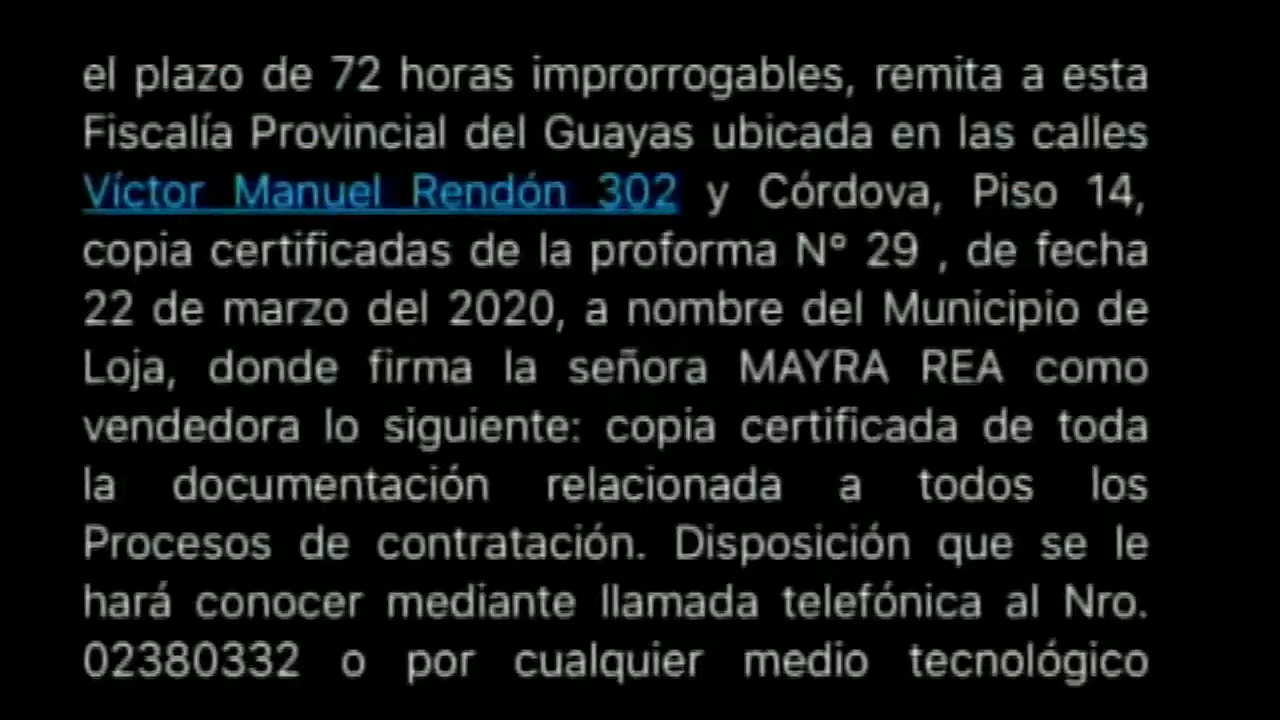 el plazo de 72 horas improrrogables, remita a esta
Fiscalía Provincial del Guayas ubicada en las calles
Víctor Manuel Rendón 302 y Córdova, Piso 14,
copia certificadas de la proforma N° 29 , de fecha
22 de marzo del 2020, a nombre del Municipio de
Loja, donde firma la señora MAYRA REA como
vendedora lo siguiente: copia certificada de toda
la documentación relacionada a todos los
Procesos de contratación. Disposición que se le
hará conocer mediante llamada telefónica al Nro.
02380332 o por cualquier medio tecnológico